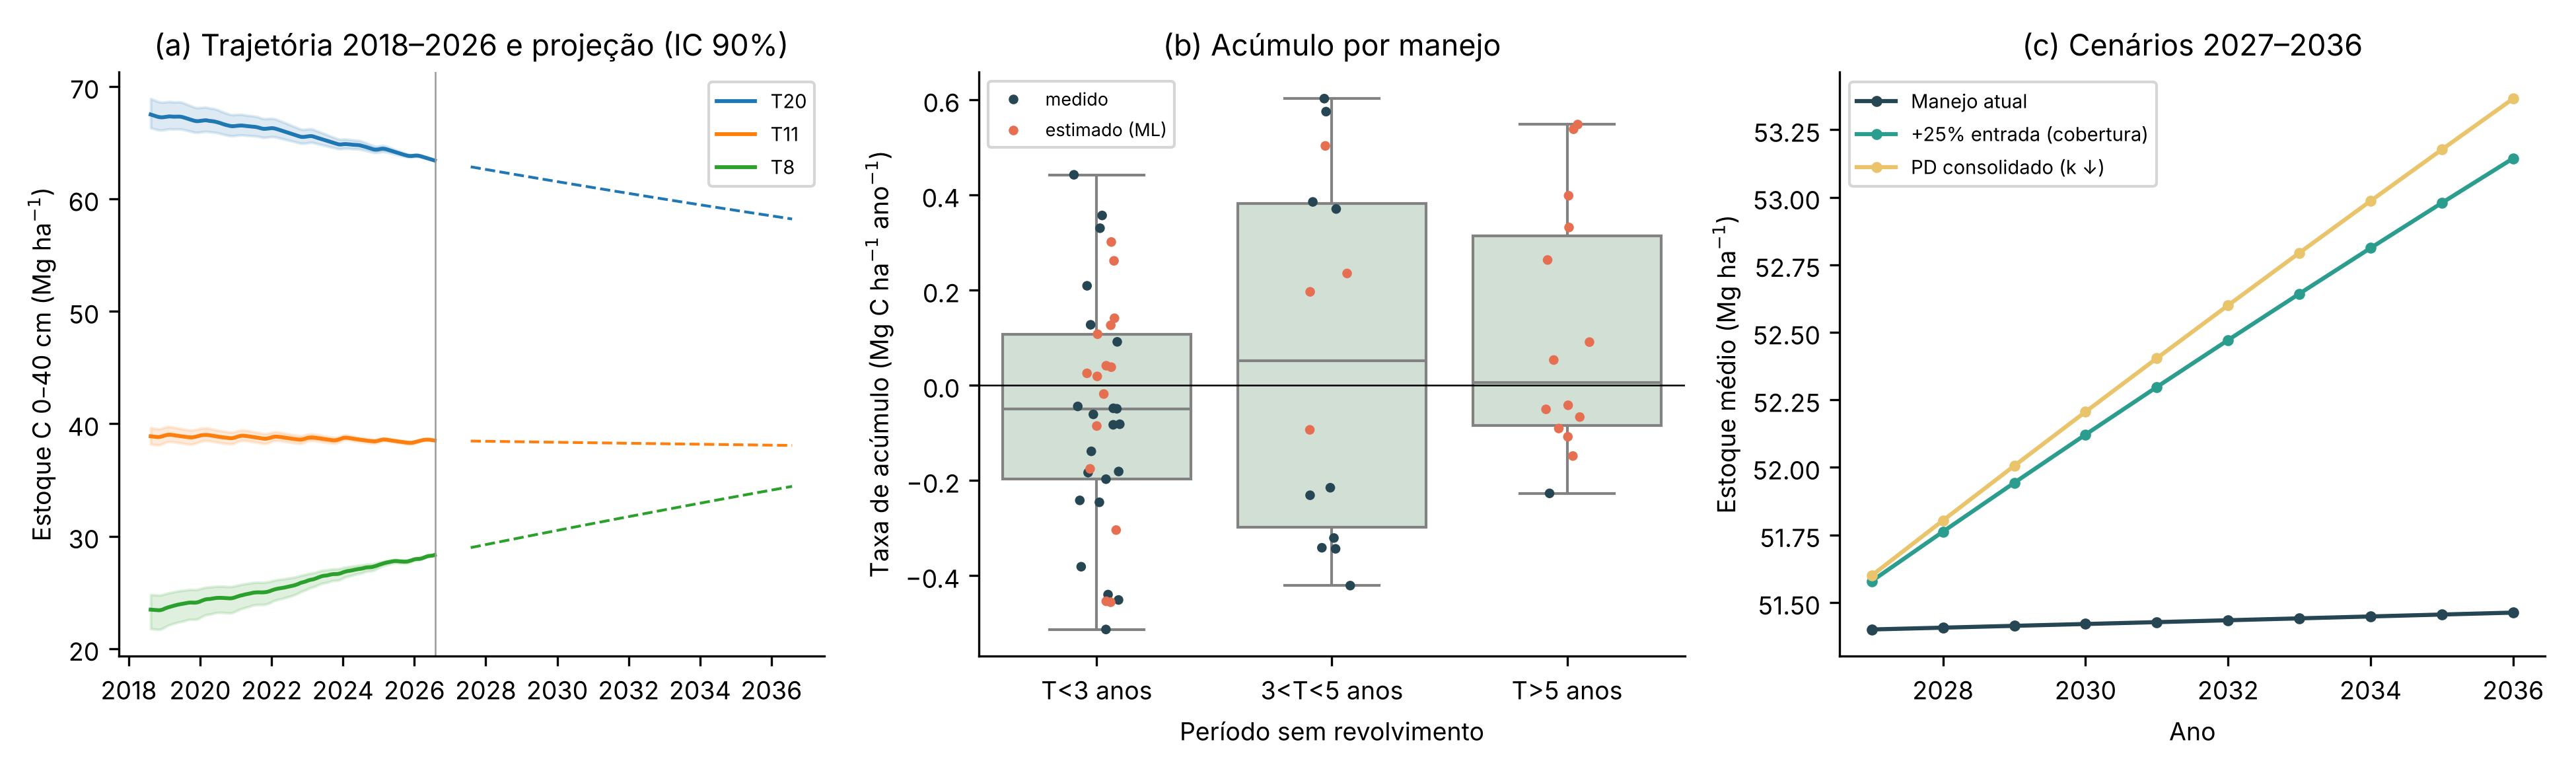 (a) Trajetória 2018–2026 e projeção (IC 90%)
Estoque C 0–40 cm (Mg ha⁻¹)
70
60
50
40
30
20
T20
T11
T8
2018 2020 2022 2024 2026 2028 2030 2032 2034 2036
(b) Acúmulo por manejo
Taxa de acúmulo (Mg C ha⁻¹ ano⁻¹)
0.6
0.4
0.2
0.0
−0.2
−0.4
medido
estimado (ML)
T<3 anos 3<T<5 anos T>5 anos
Período sem revolvimento
(c) Cenários 2027–2036
Estoque médio (Mg ha⁻¹)
53.25
53.00
52.75
52.50
52.25
52.00
51.75
51.50
Manejo atual
+25% entrada (cobertura)
PD consolidado (k ↓)
2028 2030 2032 2034 2036
Ano